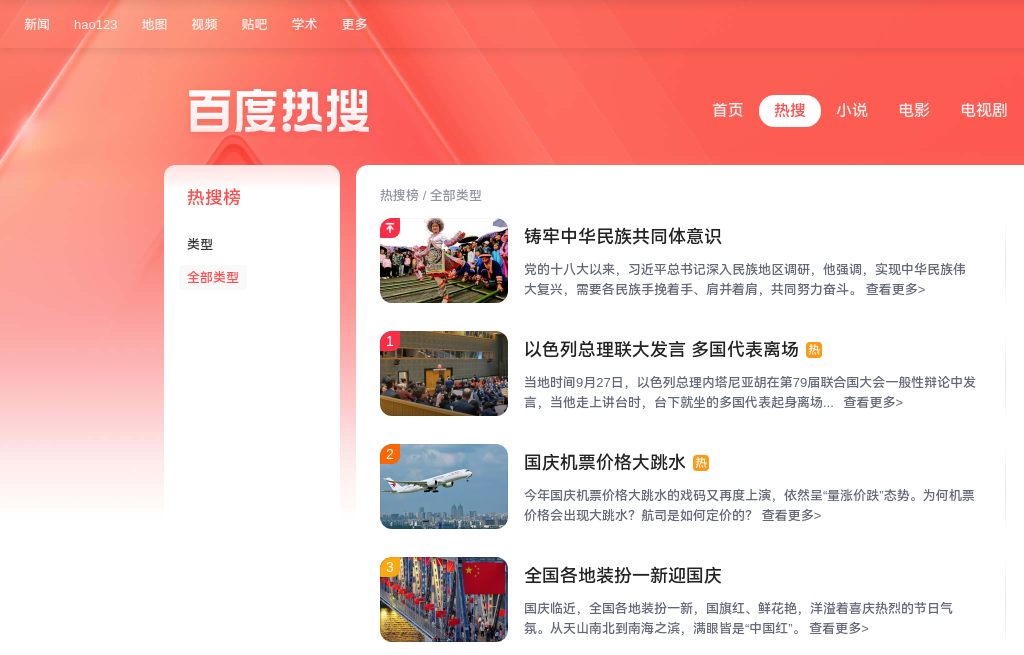 新闻 hao123 地图 视频 贴吧 学术 更多
百度热搜
首页 热搜 小说 电影 电视剧
热搜榜
类型
全部类型
热搜榜 / 全部类型
铸牢中华民族共同体意识
党的十八大以来，习近平总书记深入民族地区调研，他强调，实现中华民族伟
大复兴，需要各民族手挽着手、肩并着肩，共同努力奋斗。 查看更多>
1
以色列总理联大发言 多国代表离场 热
当地时间9月27日，以色列总理内塔尼亚胡在第79届联合国大会一般性辩论中发
言，当他走上讲台时，台下就坐的多国代表起身离场... 查看更多>
2
国庆机票价格大跳水 热
今年国庆机票价格大跳水的戏码又再度上演，依然呈“量涨价跌”态势。为何机票
价格会出现大跳水？航司是如何定价的？ 查看更多>
3
全国各地装扮一新迎国庆
国庆临近，全国各地装扮一新，国旗红、鲜花艳，洋溢着喜庆热烈的节日气
氛。从天山南北到南海之滨，满眼皆是“中国红”。 查看更多>